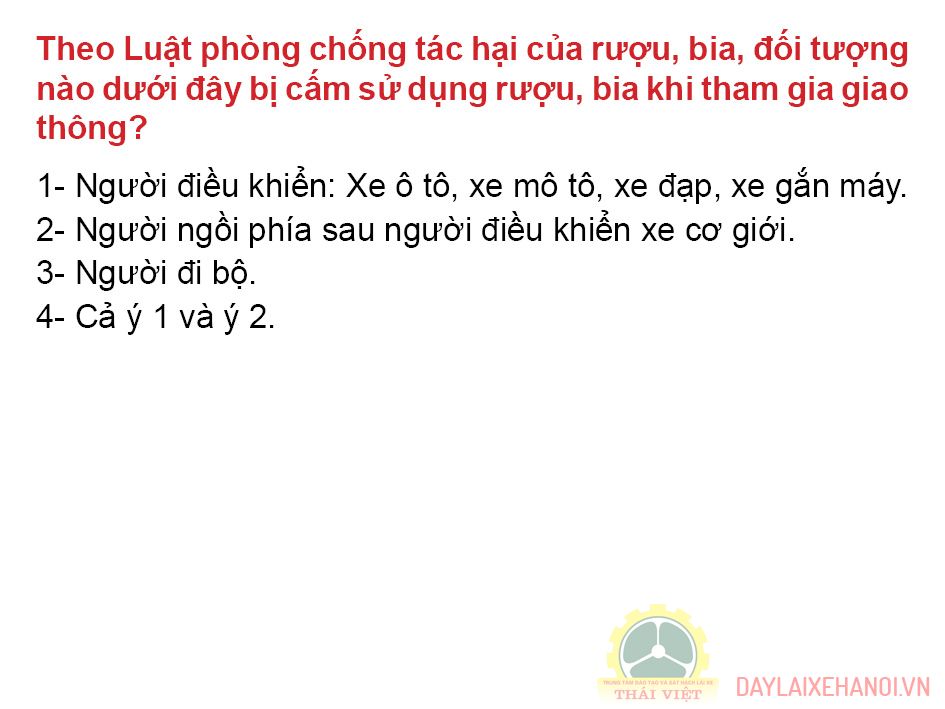 Theo Luật phòng chống tác hại của rượu, bia, đối tượng
nào dưới đây bị cấm sử dụng rượu, bia khi tham gia giao
thông?
1- Người điều khiển: Xe ô tô, xe mô tô, xe đạp, xe gắn máy.
2- Người ngồi phía sau người điều khiển xe cơ giới.
3- Người đi bộ.
4- Cả ý 1 và ý 2.
TRUNG TÂM ĐÀO TẠO VÀ SÁT HẠCH LÁI XE
THÁI VIỆT
DAYLAIXEHANOI.VN